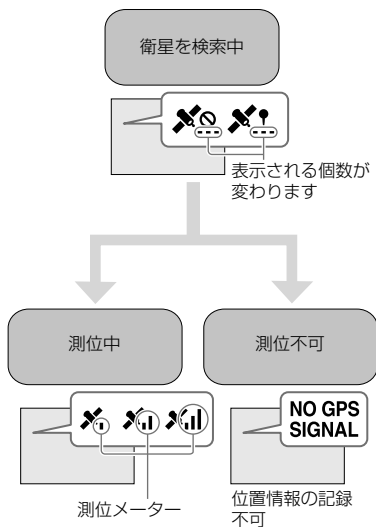 衛星を検索中
表示される個数が
変わります
測位中
測位不可
NO GPS
SIGNAL
測位メーター
位置情報の記録
不可